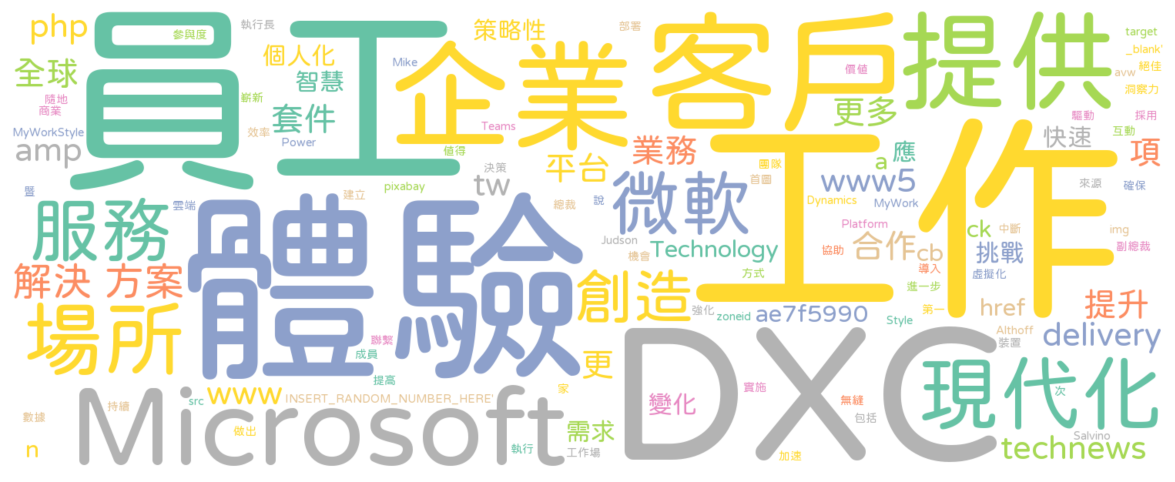 員工
企業
客戶
提供
工作
體驗
DXC
Microsoft
現代化
服務
場所
微軟
創造
解決 方案
php
參與度
執行長
策略性
部署
target
_blank'
全球
個人化
智慧
Mike
價值
絕佳
avw
洞察力
隨地
商業
嶄新
套件
更多
驅動
採用
MyWorkStyle
效率
Power
Teams
互動
amp
值得
平台
業務
團隊
a
應
快速
項
決策
首圖
暨
雲端
建立
pixabay
tw
總裁
說
www5
Dynamics
MyWork
來源
確保
Judson
Technology
機會
Platform
協助
合作
cb
導入
ck
中斷
挑戰
img
副總裁
虛擬化
方式
進一步
強化
zoneid
ae7f5990
Style
第一
href
提升
Althoff
裝置
delivery
聯繫
成員
提高
更
家
www
src
INSERT_RANDOM_NUMBER_HERE'
實施
無縫
次
變化
包括
數據
持續
做出
n
執行
需求
工作場
加速
technews
Salvino